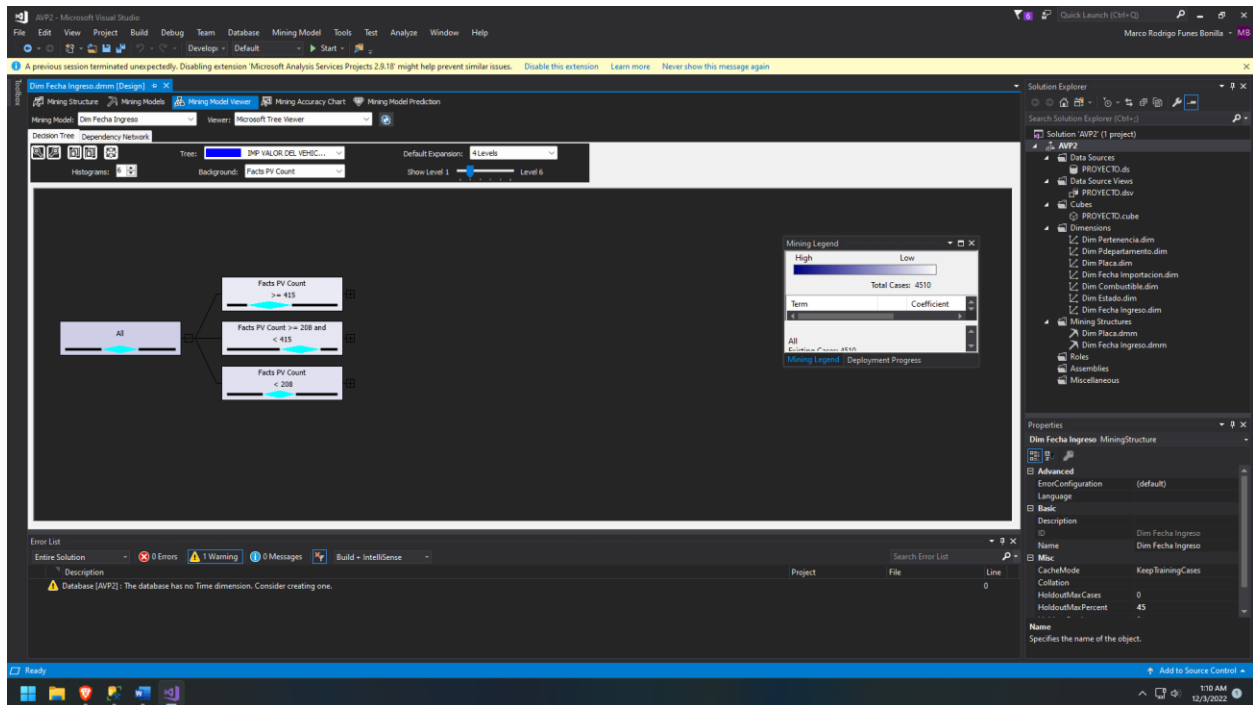 AVP2 - Microsoft Visual Studio
6
Quick Launch (Ctrl+Q)
File Edit View Project Build Debug Team Database Mining Model Tools Test Analyze Window Help
Marco Rodrigo Funes Bonilla
MB
Develop Default Start
A previous session terminated unexpectedly. Disabling extension 'Microsoft Analysis Services Projects 2.9.18' might help prevent similar issues. Disable this extension Learn more Never show this message again
Toolbox
Dim Fecha Ingreso.dmm [Design]
Mining Structure Mining Models Mining Model Viewer Mining Accuracy Chart Mining Model Prediction
Mining Model: Dim Fecha Ingreso Viewer: Microsoft Tree Viewer
Decision Tree Dependency Network
Tree: IMP VALOR DEL VEHIC... Default Expansion: 4 Levels
Histograms: 6 Background: Facts PV Count Show Level 1 Level 6
All
Facts PV Count
>= 415
Facts PV Count >= 208 and
< 415
Facts PV Count
< 208
Mining Legend
High Low
Total Cases: 4510
Term Coefficient
All
Existing Cases: 4510
Mining Legend Deployment Progress
Solution Explorer
Search Solution Explorer (Ctrl+;)
Solution 'AVP2' (1 project)
AVP2
Data Sources
PROYECTO.ds
Data Source Views
PROYECTO.dsv
Cubes
PROYECTO.cube
Dimensions
Dim Pertenencia.dim
Dim Pdepartamento.dim
Dim Placa.dim
Dim Fecha Importacion.dim
Dim Combustible.dim
Dim Estado.dim
Dim Fecha Ingreso.dim
Mining Structures
Dim Placa.dmm
Dim Fecha Ingreso.dmm
Roles
Assemblies
Miscellaneous
Properties
Dim Fecha Ingreso MiningStructure
Advanced
ErrorConfiguration (default)
Language
Basic
Description
ID Dim Fecha Ingreso
Name Dim Fecha Ingreso
Misc
CacheMode KeepTrainingCases
Collation
HoldoutMaxCases 0
HoldoutMaxPercent 45
Name
Specifies the name of the object.
Error List
Entire Solution 0 Errors 1 Warning 0 Messages Build + IntelliSense
Search Error List
Description Project File Line
Database [AVP2] : The database has no Time dimension. Consider creating one. 0
Ready
Add to Source Control
1:10 AM
12/3/2022